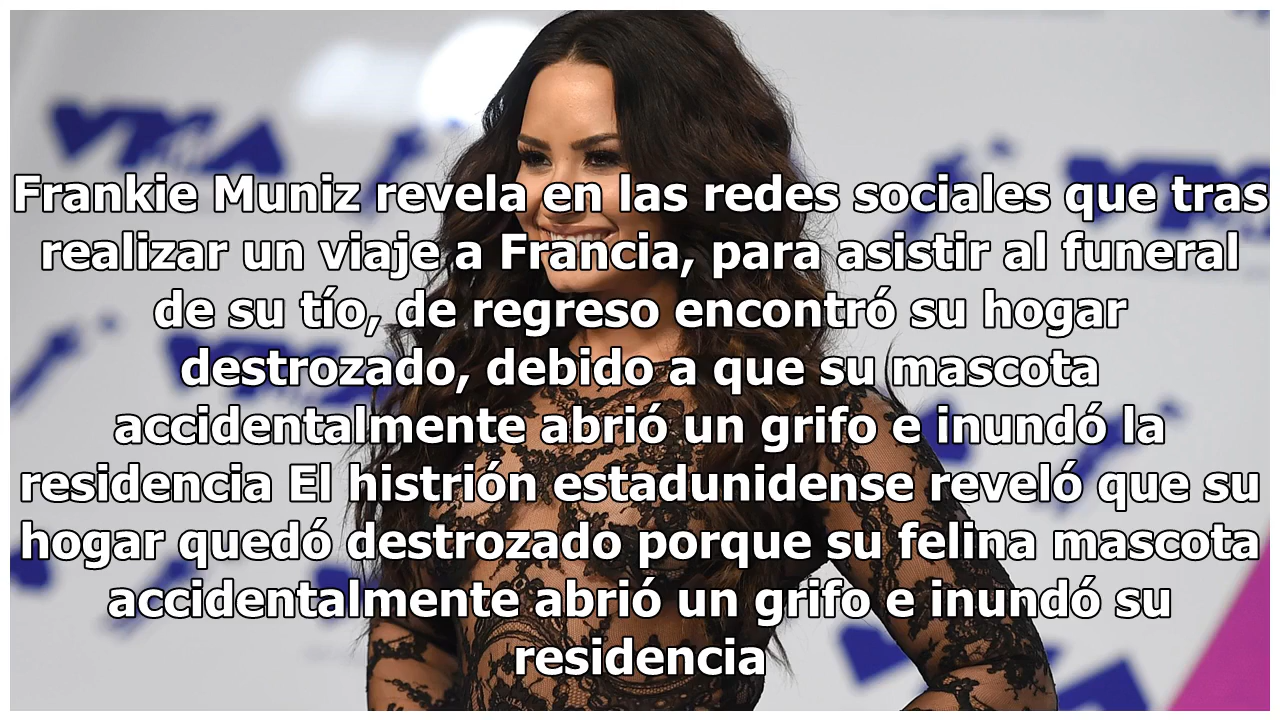 VMA
Frankie Muniz revela en las redes sociales que tras
realizar un viaje a Francia, para asistir al funeral
de su tío, de regreso encontró su hogar
destrozado, debido a que su mascota
accidentalmente abrió un grifo e inundó la
residencia El histrión estadunidense reveló que su
hogar quedó destrozado porque su felina mascota
accidentalmente abrió un grifo e inundó su
residencia